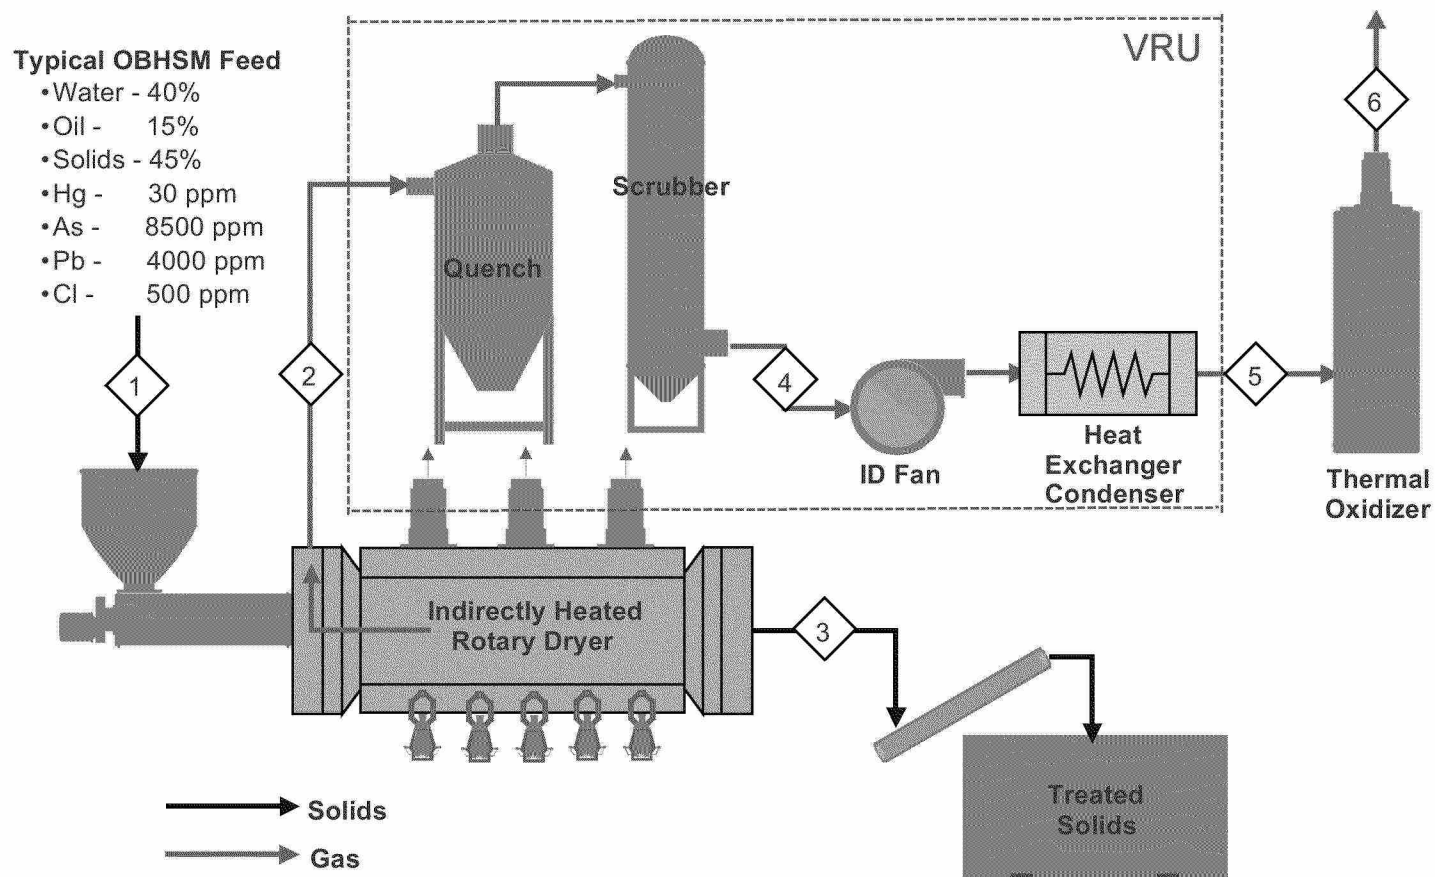 Typical OBHSM Feed
•Water - 40%
•Oil - 15%
•Solids - 45%
•Hg - 30 ppm
•As - 8500 ppm
•Pb - 4000 ppm
•Cl - 500 ppm
1
2
VRU
Quench
Scrubber
4
ID Fan
Heat
Exchanger
Condenser
5
6
Thermal
Oxidizer
Indirectly Heated
Rotary Dryer
3
Treated
Solids
Solids
Gas